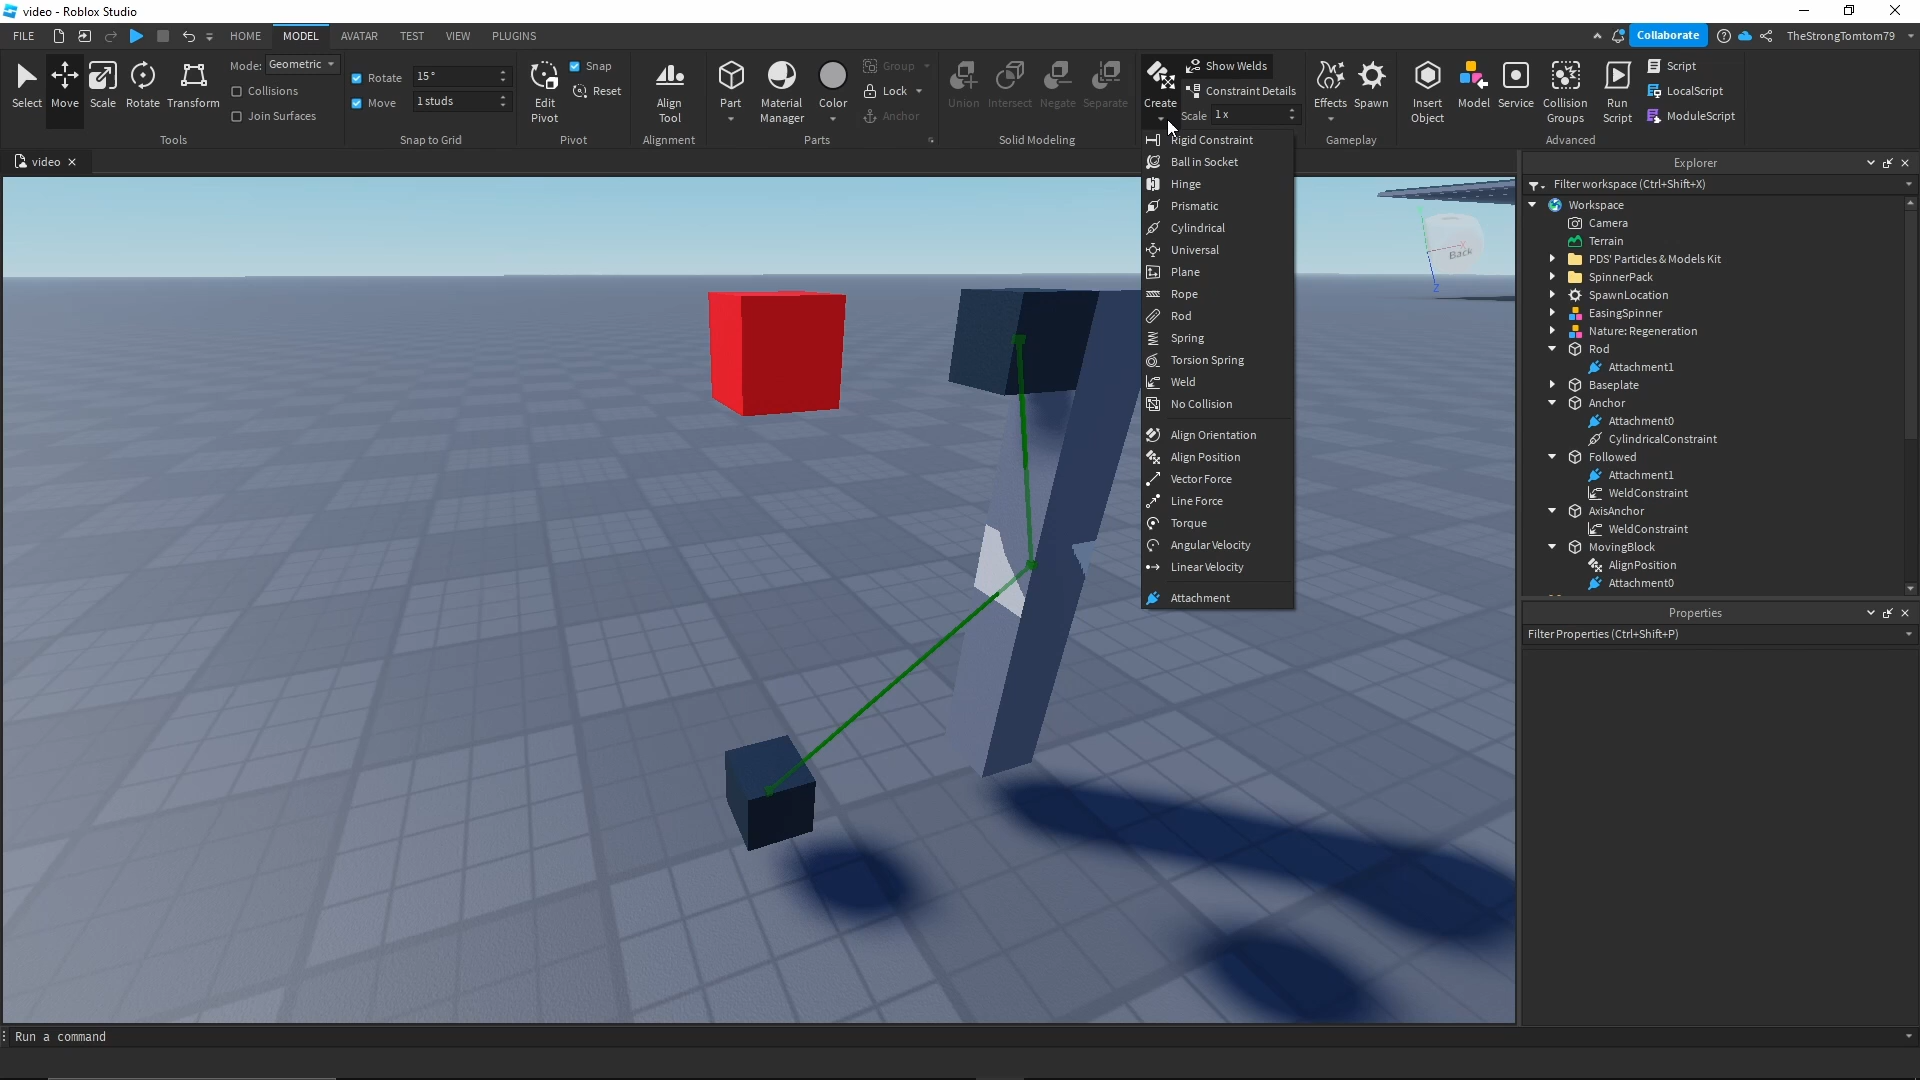 video - Roblox Studio
FILE HOME MODEL AVATAR TEST VIEW PLUGINS Collaborate TheStrongTomtom79
Select Move Scale Rotate Transform
Mode: Geometric
Collisions
Join Surfaces
Tools
Rotate 15°
Move 1 studs
Snap to Grid
Edit Pivot
Snap
Reset
Pivot
Align Tool
Alignment
Part
Material Manager
Color
Group
Lock
Anchor
Parts
Union Intersect Negate Separate
Solid Modeling
Create
Show Welds
Constraint Details
Scale 1 x
Effects Spawn
Gameplay
Insert Object
Model
Service
Collision Groups
Run Script
Script
LocalScript
ModuleScript
Advanced
video
Rigid Constraint
Ball in Socket
Hinge
Prismatic
Cylindrical
Universal
Plane
Rope
Rod
Spring
Torsion Spring
Weld
No Collision
Align Orientation
Align Position
Vector Force
Line Force
Torque
Angular Velocity
Linear Velocity
Attachment
Back
Z
Explorer
Filter workspace (Ctrl+Shift+X)
Workspace
Camera
Terrain
PDS' Particles & Models Kit
SpinnerPack
SpawnLocation
EasingSpinner
Nature: Regeneration
Rod
Attachment1
Baseplate
Anchor
Attachment0
CylindricalConstraint
Followed
Attachment1
WeldConstraint
AxisAnchor
WeldConstraint
MovingBlock
AlignPosition
Attachment0
Properties
Filter Properties (Ctrl+Shift+P)
Run a command